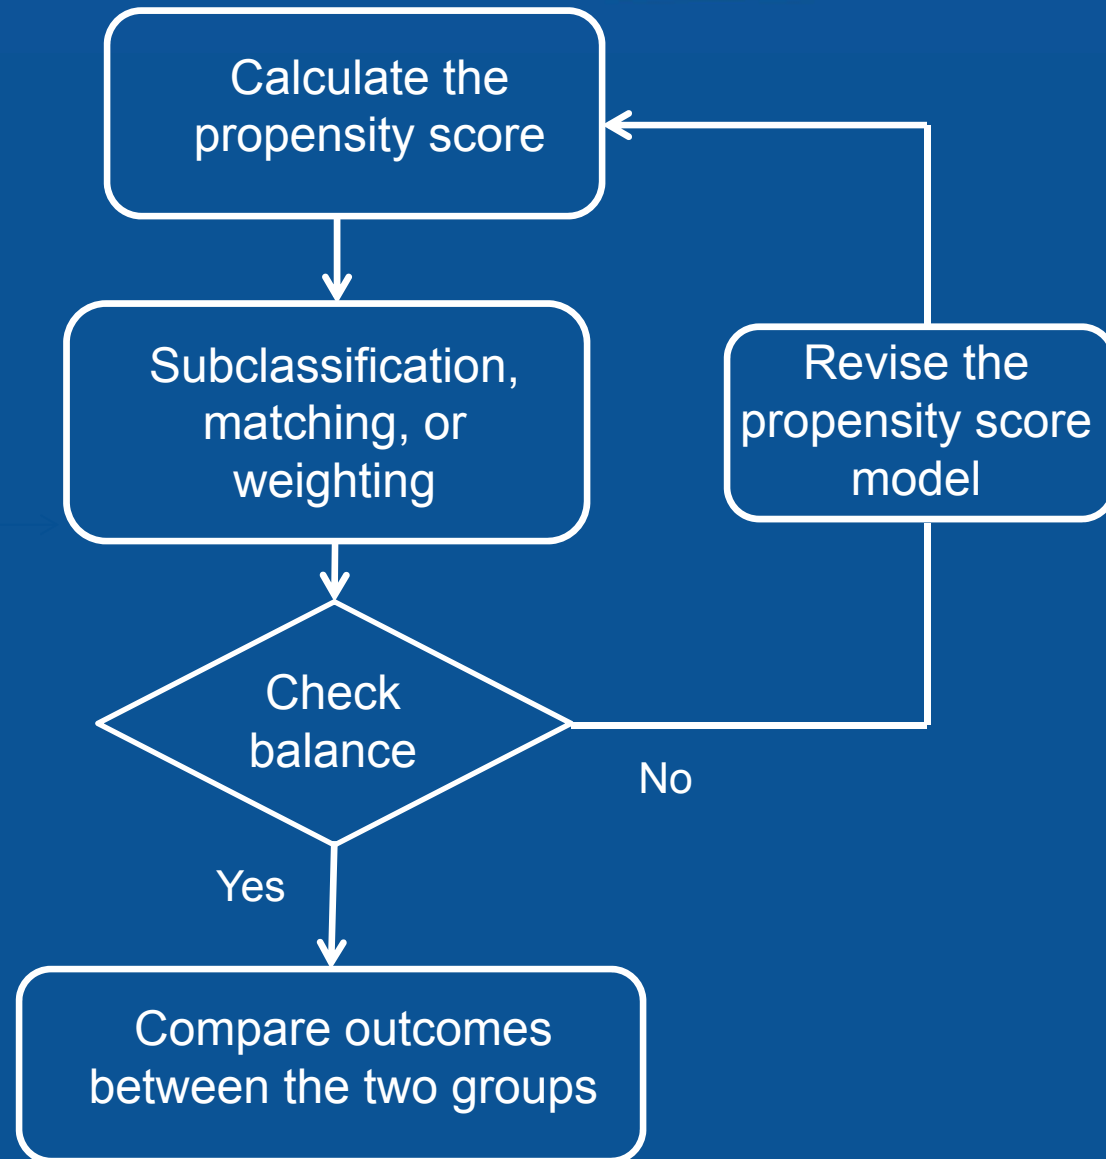 Calculate the
propensity score
Subclassification,
matching, or
weighting
Revise the
propensity score
model
Check
balance
No
Yes
Compare outcomes
between the two groups